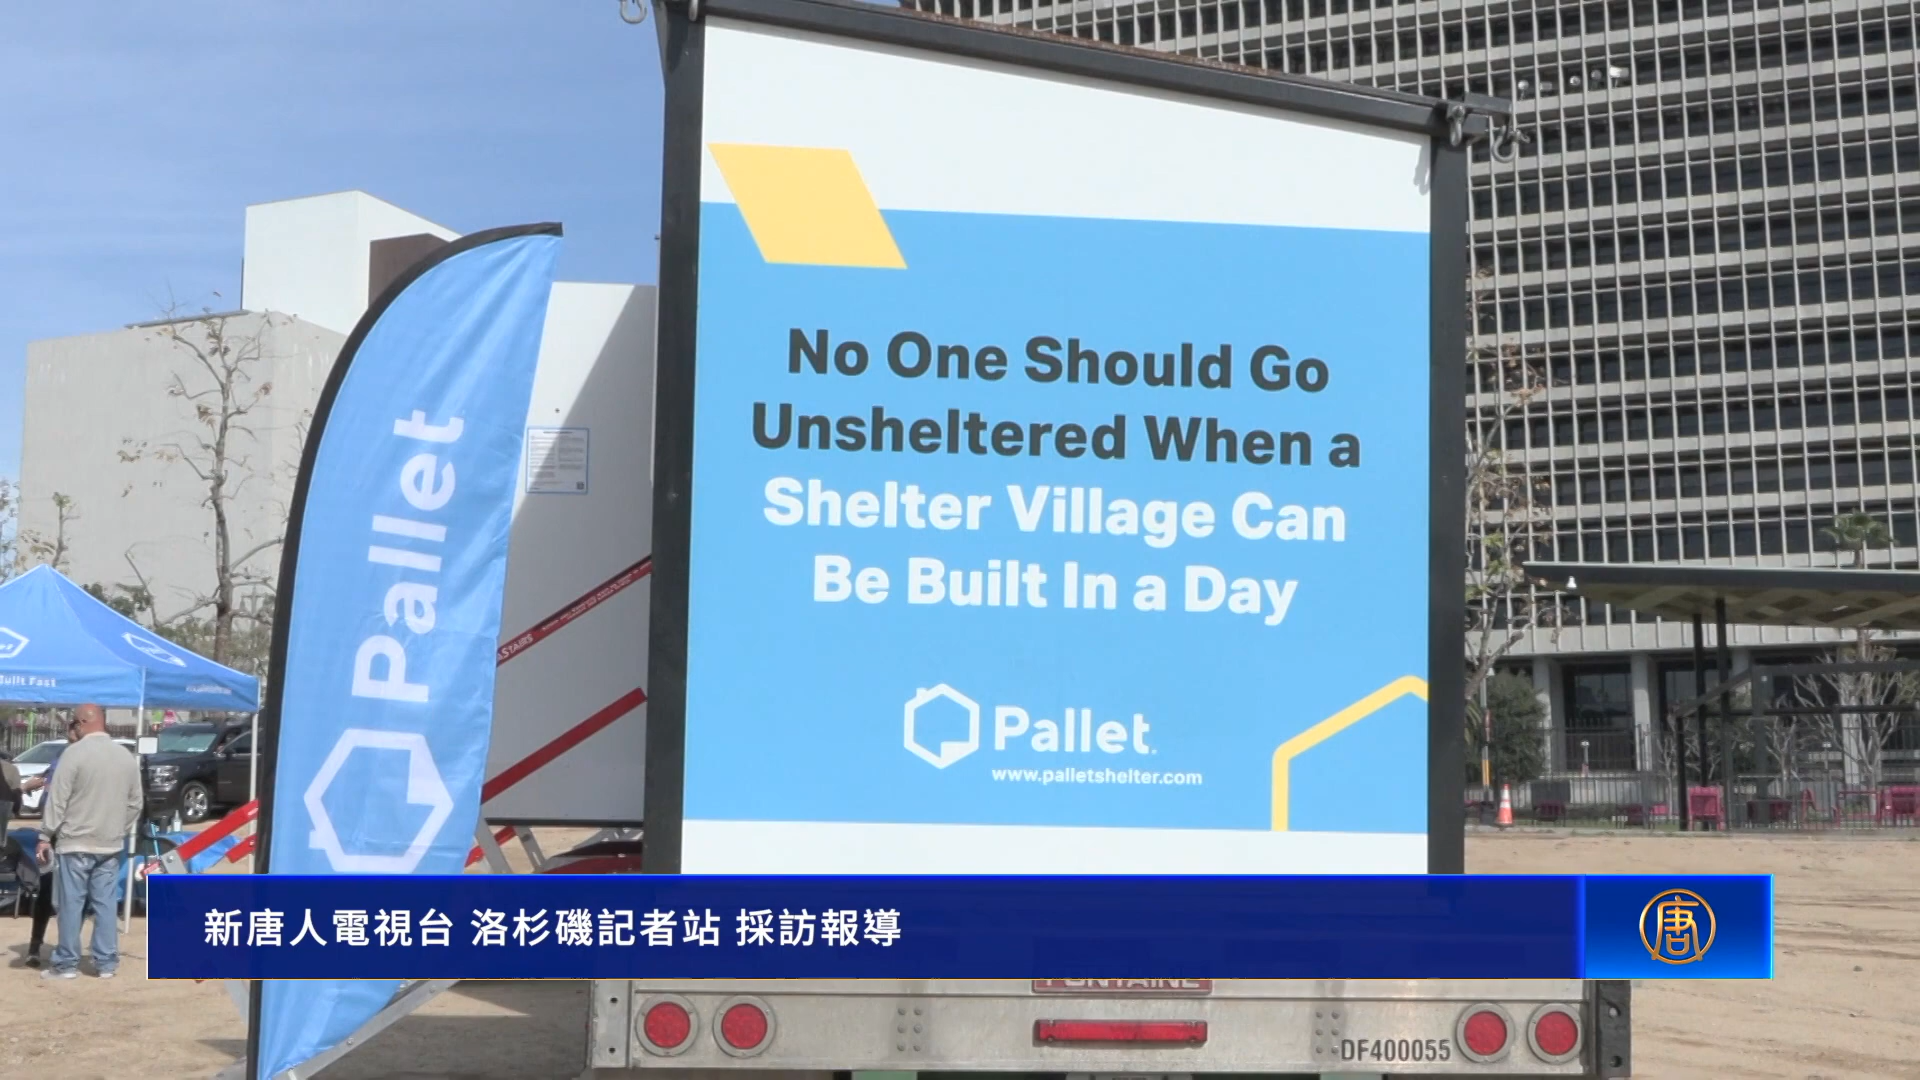 No One Should Go
Unsheltered When a
Shelter Village Can
Be Built In a Day
Pallet
www.palletshelter.com
Pallet
Built Fast
ASTAIRS
新唐人電視台 洛杉磯記者站 採訪報導
唐
FONTAINE
DF400055